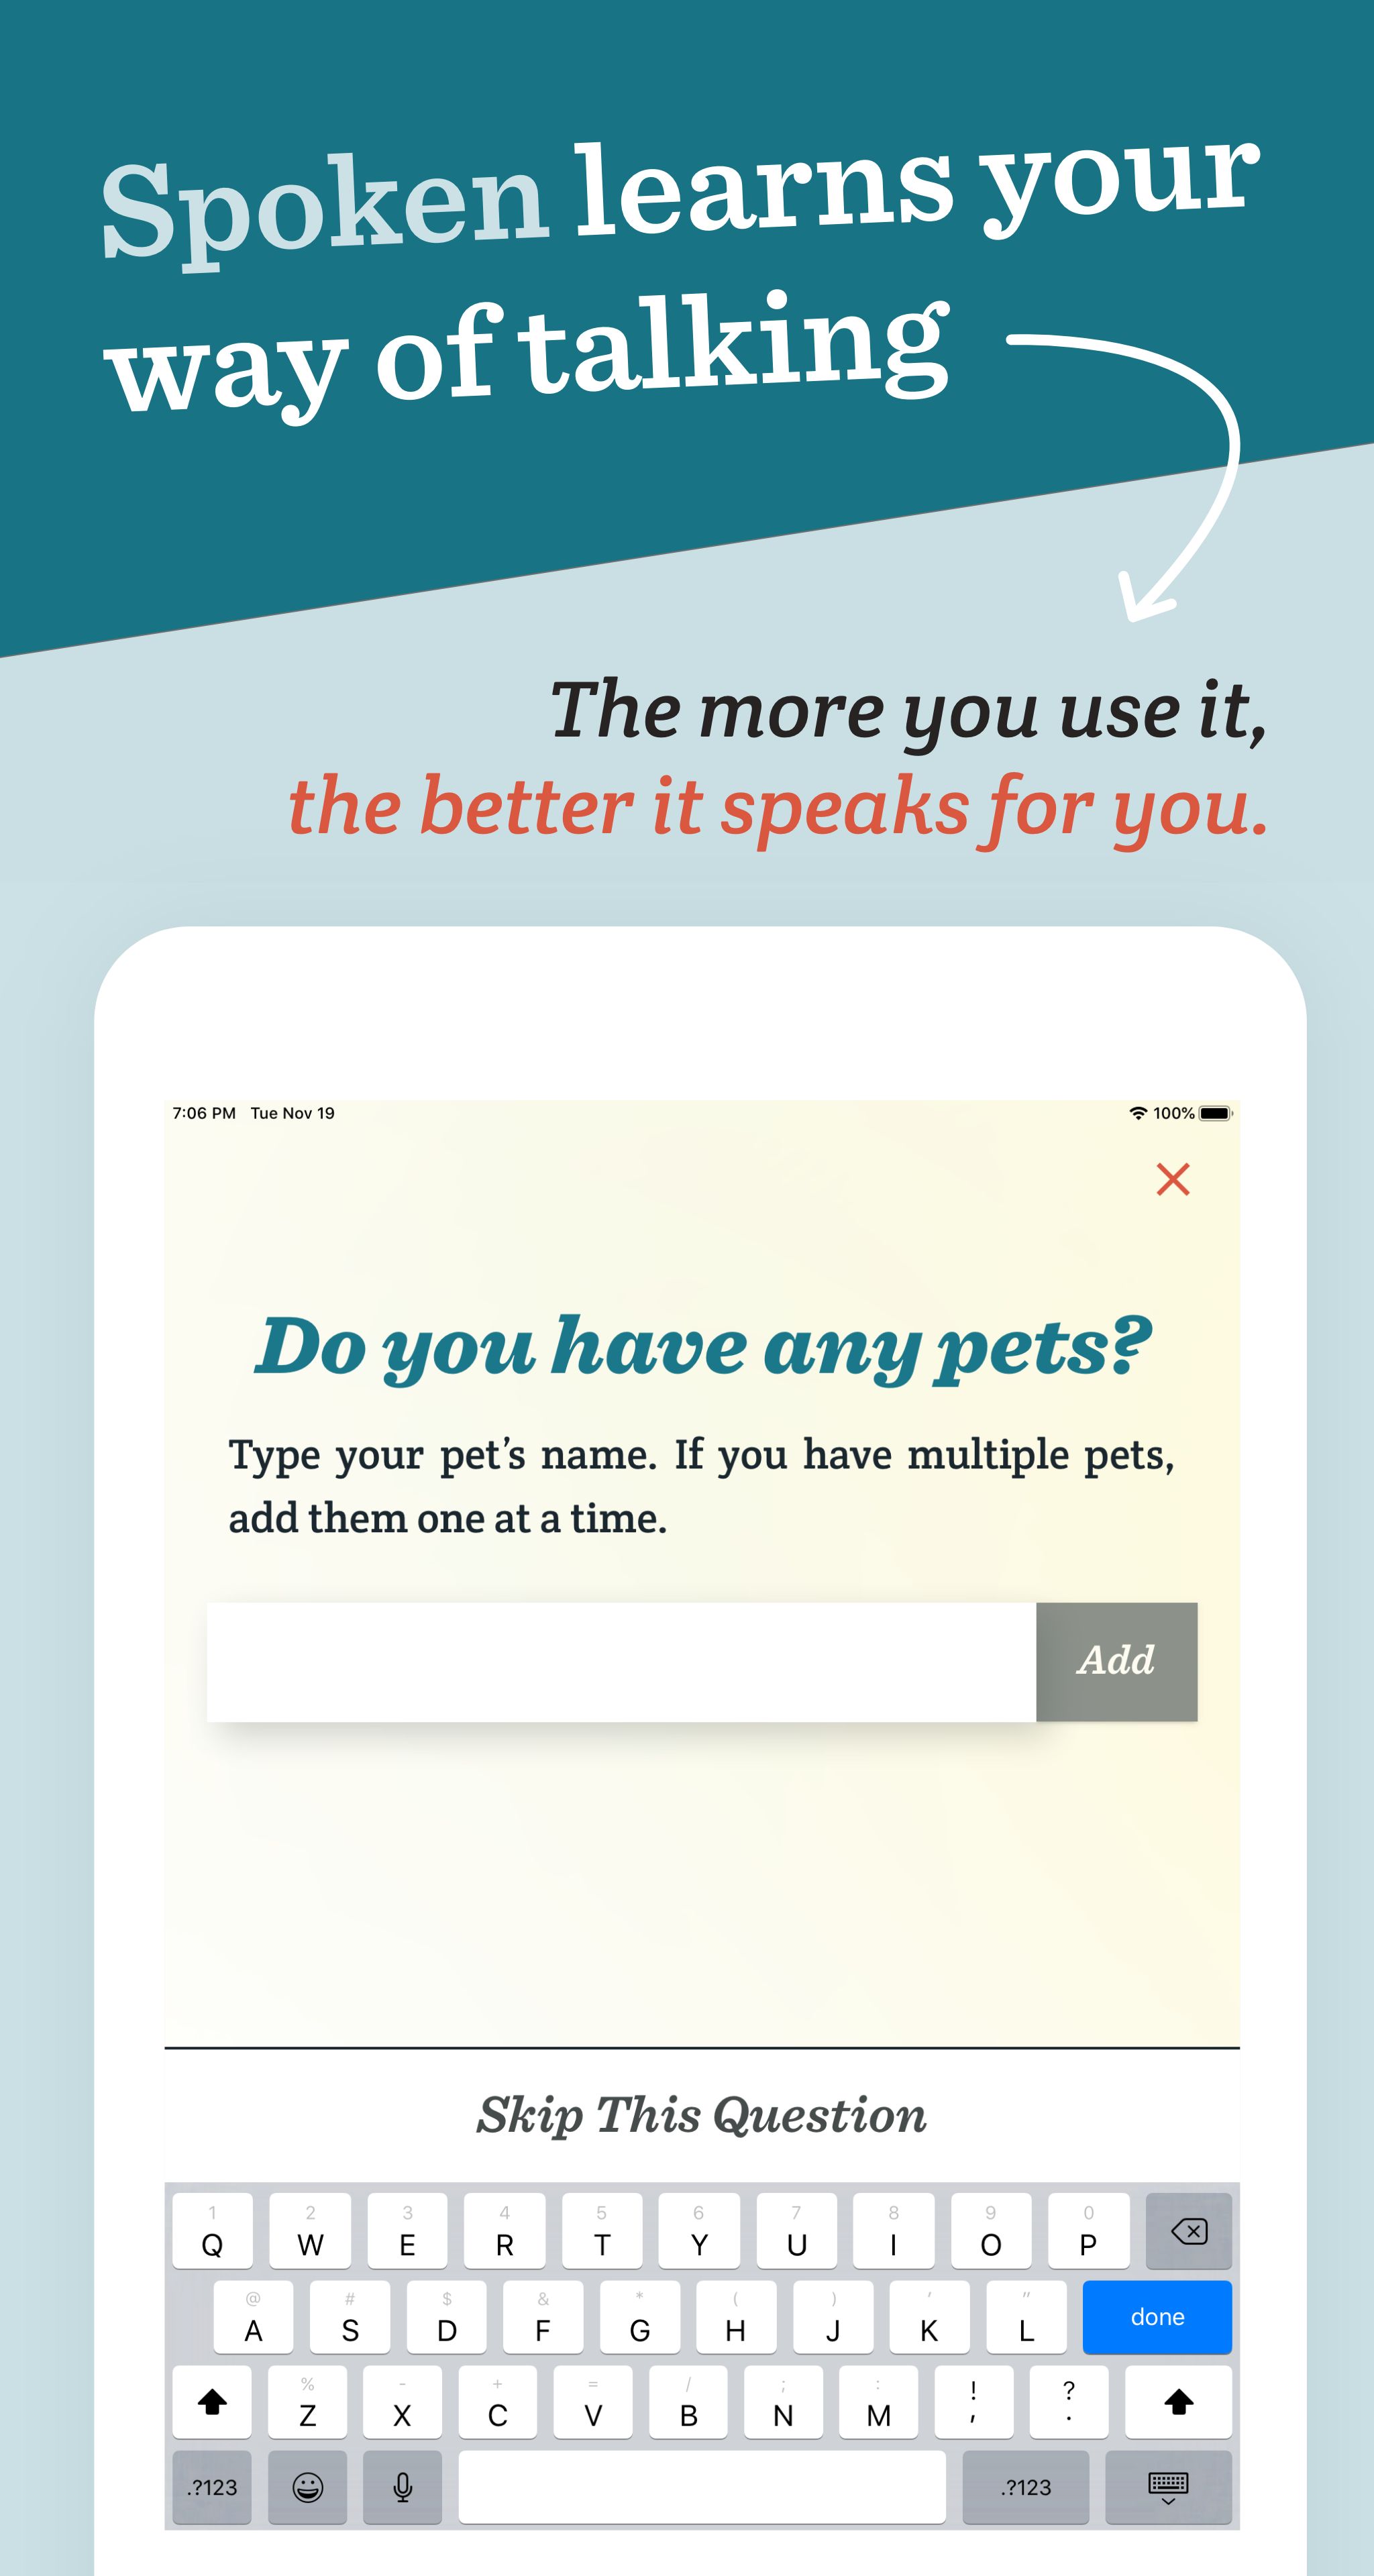 Spoken learns your
way of talking
The more you use it,
the better it speaks for you.
7:06 PM Tue Nov 19 100%
Do you have any pets?
Type your pet’s name. If you have multiple pets,
add them one at a time.
Add
Skip This Question
1 2 3 4 5 6 7 8 9 0
Q W E R T Y U I O P
@ # $ & * ( ) ' "
A S D F G H J K L done
% - + = / ; : ! ?
Z X C V B N M , .
.?123 .?123